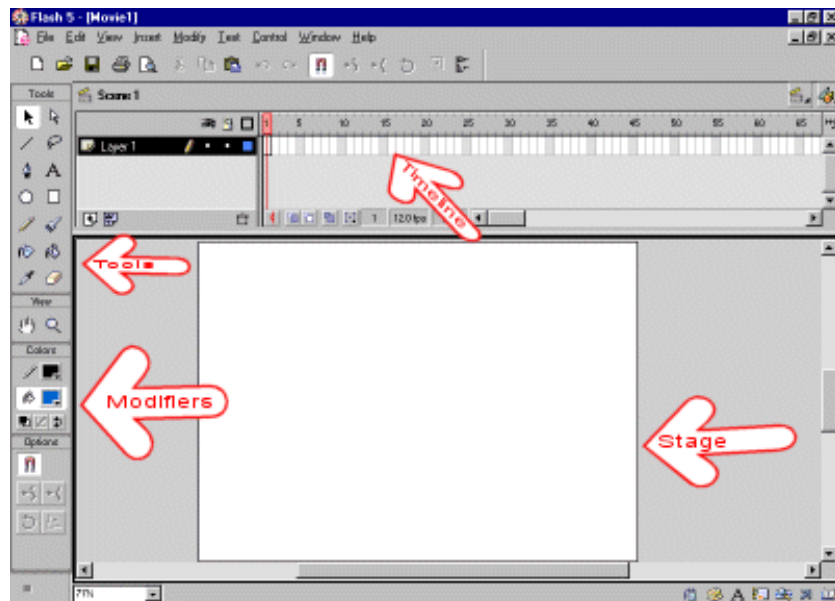 Flash 5 - [Movie1]
File Edit View Insert Modify Text Control Window Help
Tools
Scene 1
1 5 10 15 20 25 30 35 40 45 50 55 60 65
Layer 1
Timeline
1 12.0 fps
Tools
View
Colors
Modifiers
Stage
Options
77%